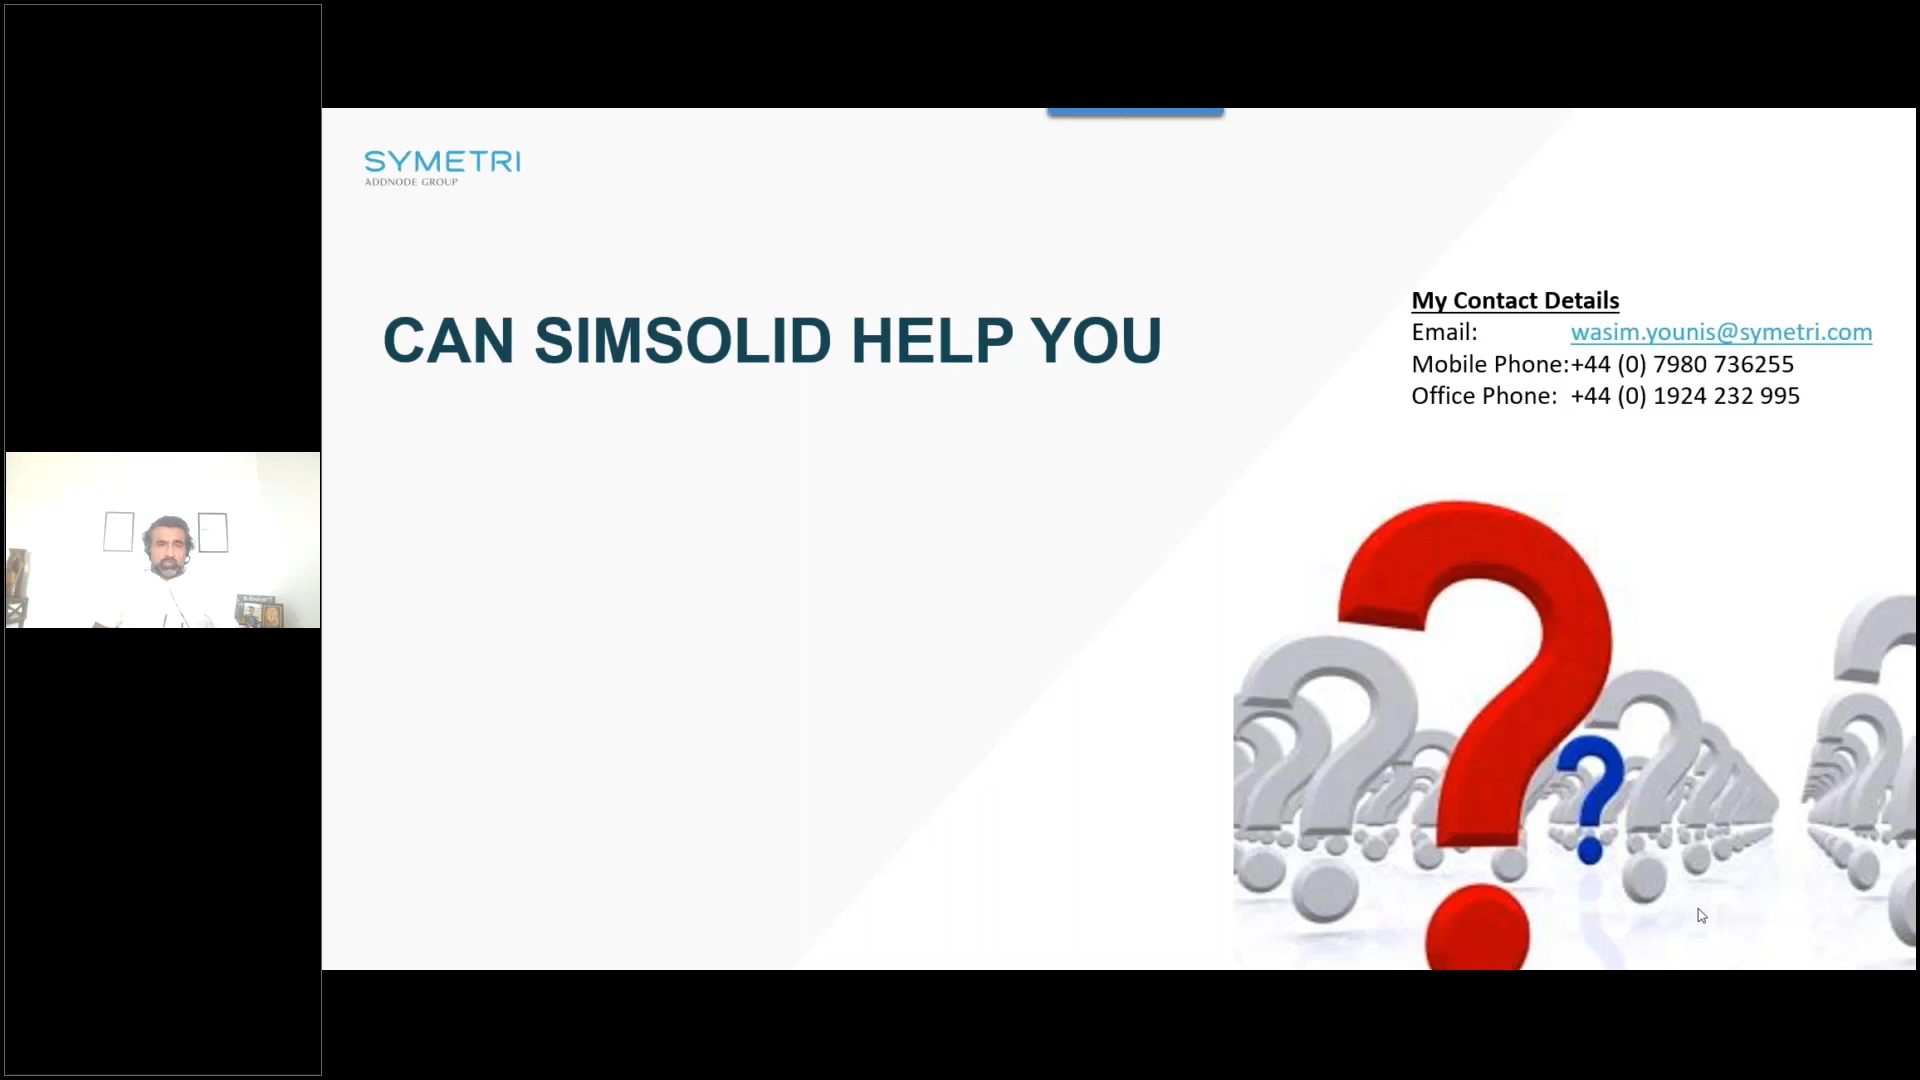 SYMETRI
ADDNODE GROUP
CAN SIMSOLID HELP YOU
My Contact Details
Email: wasim.younis@symetri.com
Mobile Phone:+44 (0) 7980 736255
Office Phone: +44 (0) 1924 232 995